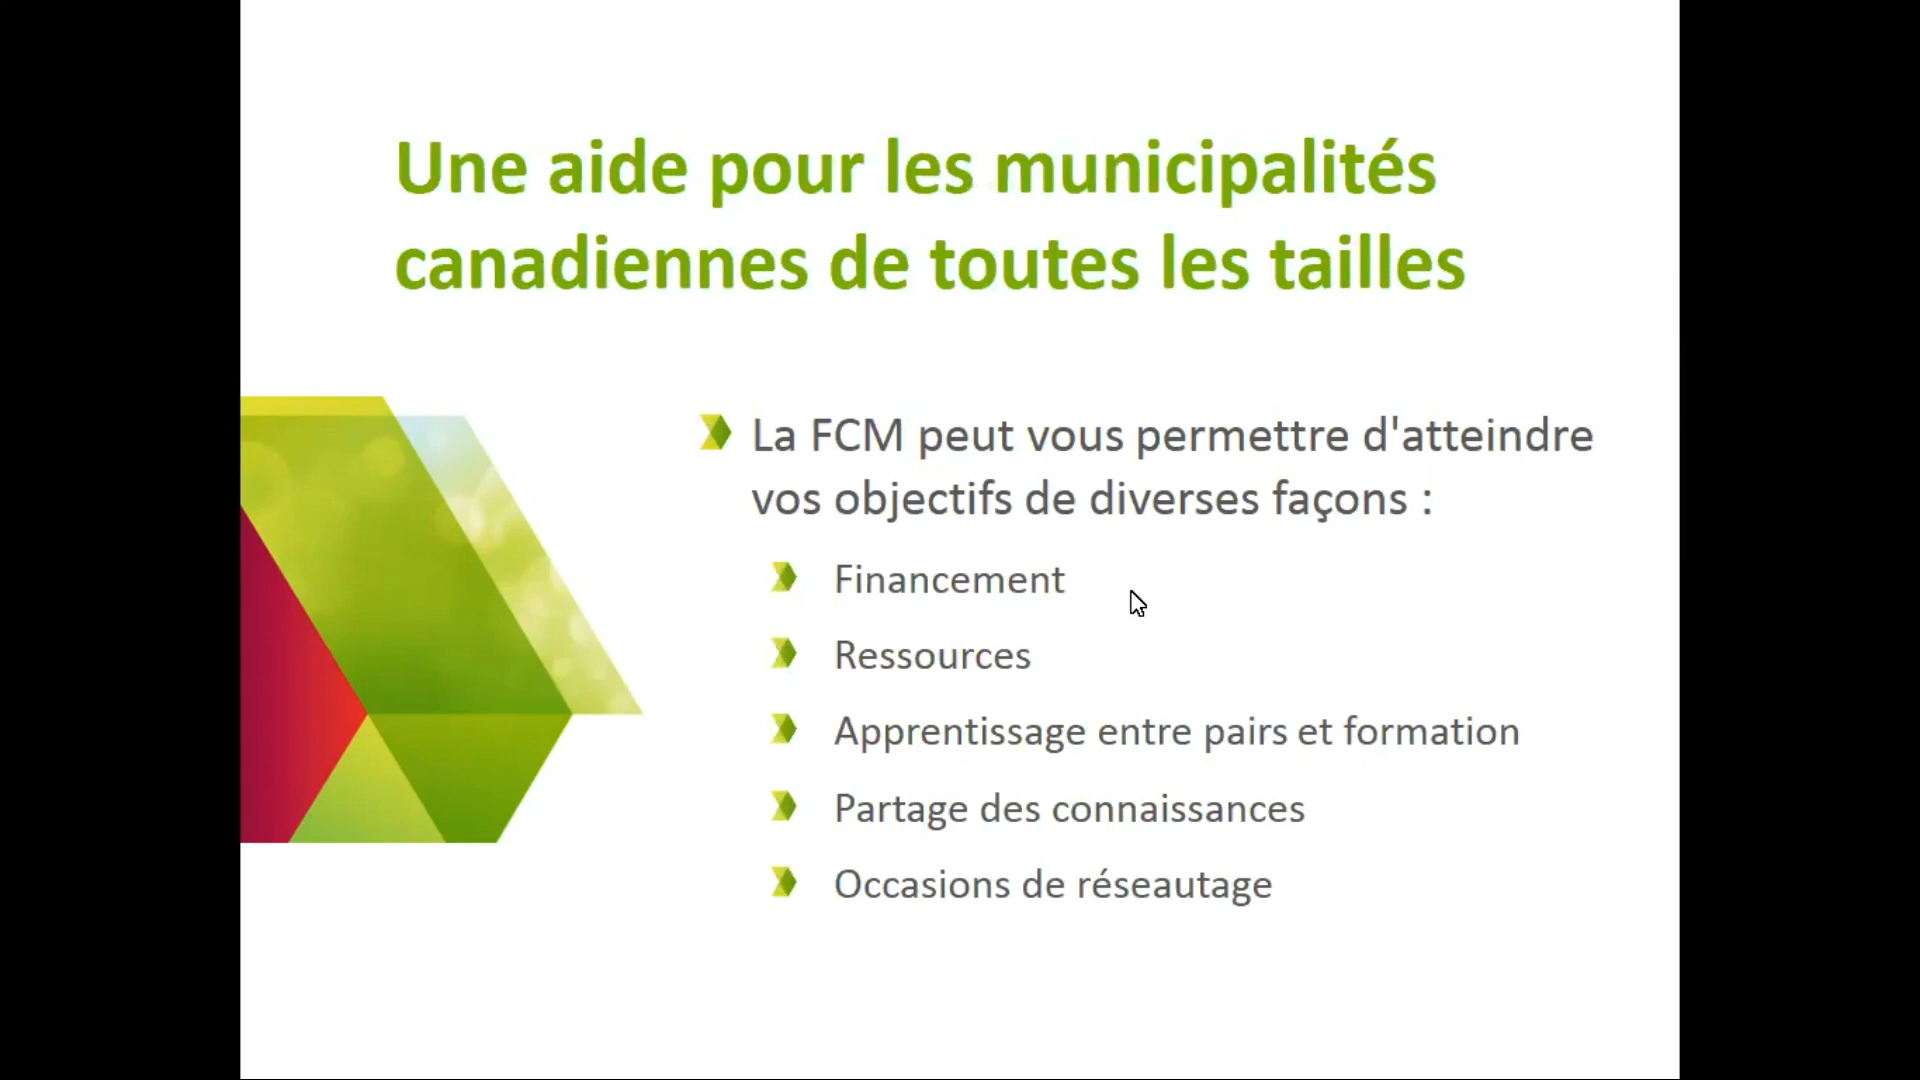 Une aide pour les municipalités
canadiennes de toutes les tailles
La FCM peut vous permettre d'atteindre
vos objectifs de diverses façons :
Financement
Ressources
Apprentissage entre pairs et formation
Partage des connaissances
Occasions de réseautage